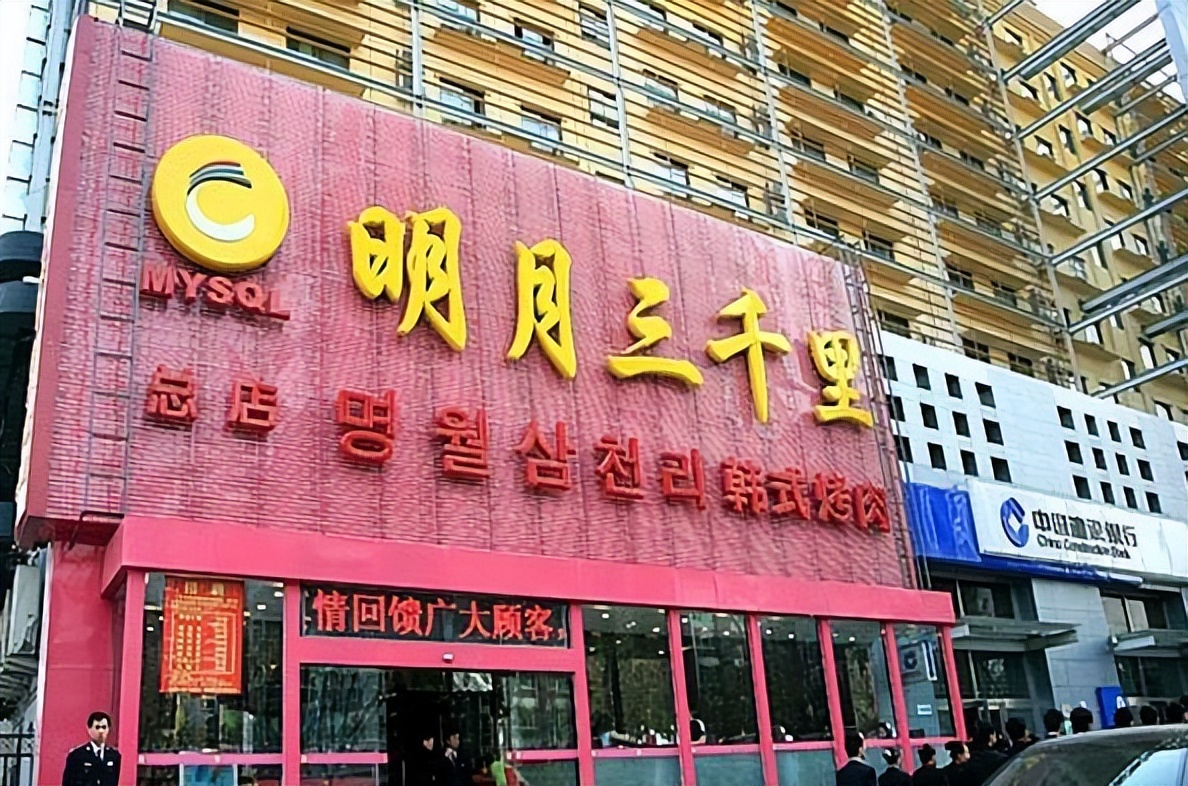 MYSQL
明月三千里
总店
명월삼천리 韩式烤肉
中国建设银行
China Construction Bank
情回馈广大顾客，